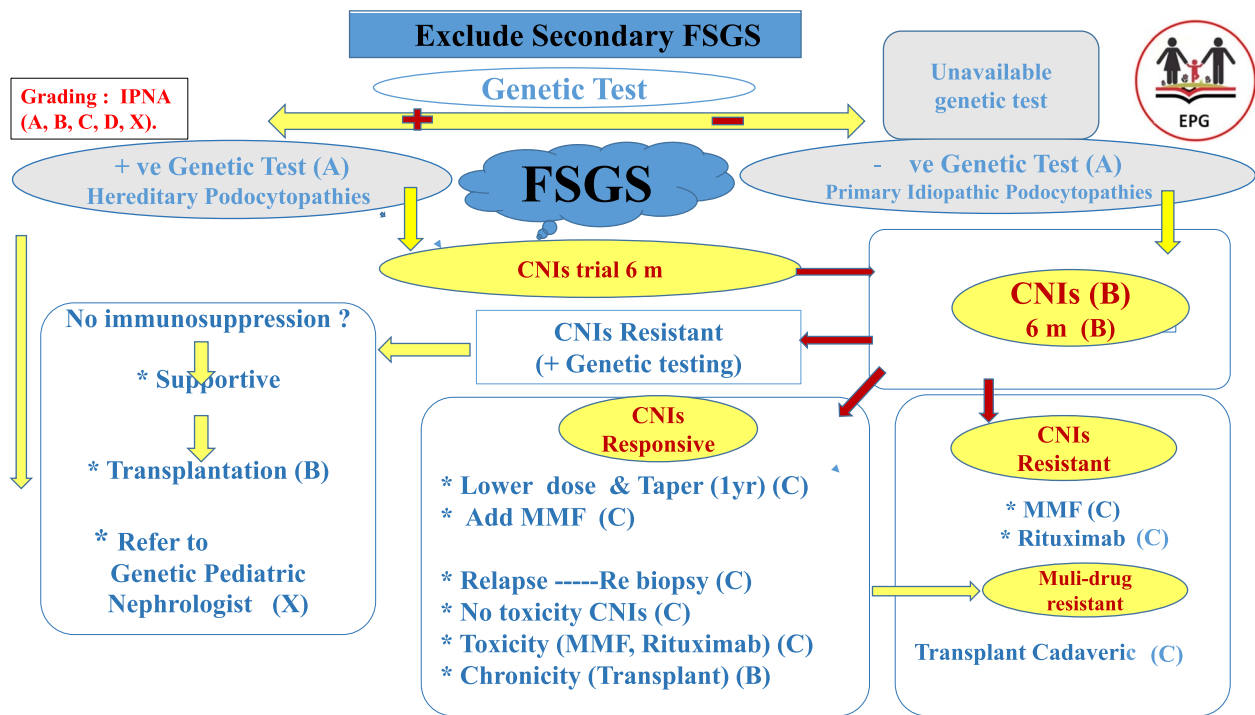 Exclude Secondary FSGS
Genetic Test
Unavailable
genetic test
EPG
Grading : IPNA
(A, B, C, D, X).
+ ve Genetic Test (A)
Hereditary Podocytopathies
FSGS
- ve Genetic Test (A)
Primary Idiopathic Podocytopathies
CNIs trial 6 m
CNIs (B)
6 m (B)
No immunosuppression ?
* Supportive
* Transplantation (B)
* Refer to
Genetic Pediatric
Nephrologist (X)
CNIs Resistant
(+ Genetic testing)
CNIs
Responsive
* Lower dose & Taper (1yr) (C)
* Add MMF (C)
* Relapse -----Re biopsy (C)
* No toxicity CNIs (C)
* Toxicity (MMF, Rituximab) (C)
* Chronicity (Transplant) (B)
CNIs
Resistant
* MMF (C)
* Rituximab (C)
Muli-drug
resistant
Transplant Cadaveric (C)